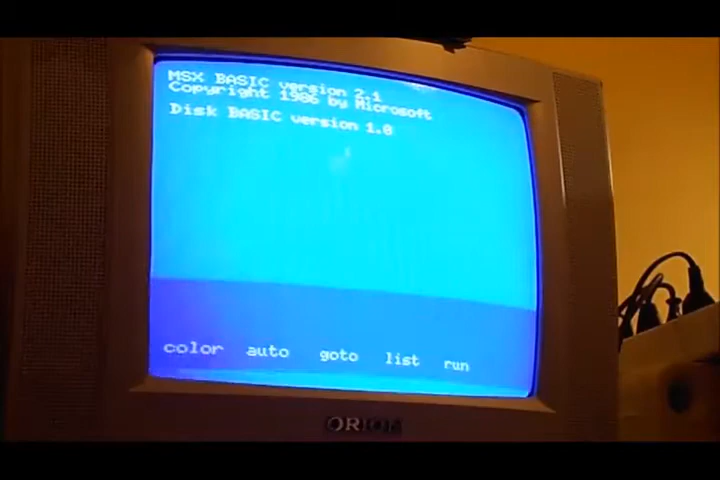 MSX BASIC version 2.1
Copyright 1986 by Microsoft
Disk BASIC version 1.0
color auto goto list run
ORION